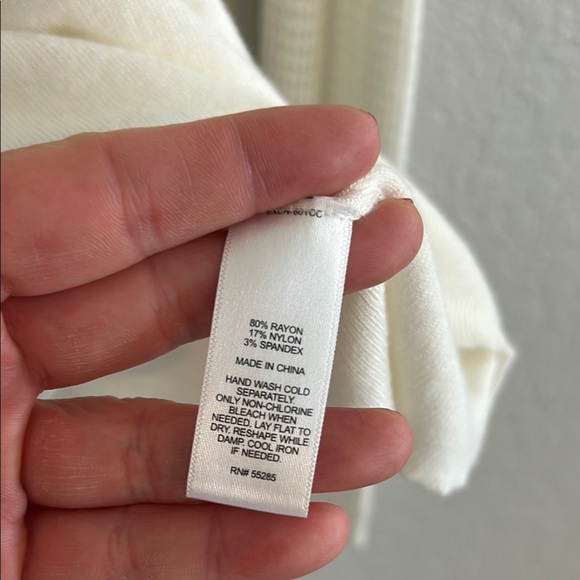 80% RAYON
17% NYLON
3% SPANDEX
MADE IN CHINA
HAND WASH COLD
SEPARATELY.
ONLY NON-CHLORINE
BLEACH WHEN
NEEDED. LAY FLAT TO
DRY. RESHAPE WHILE
DAMP. COOL IRON
IF NEEDED.
RN# 55285